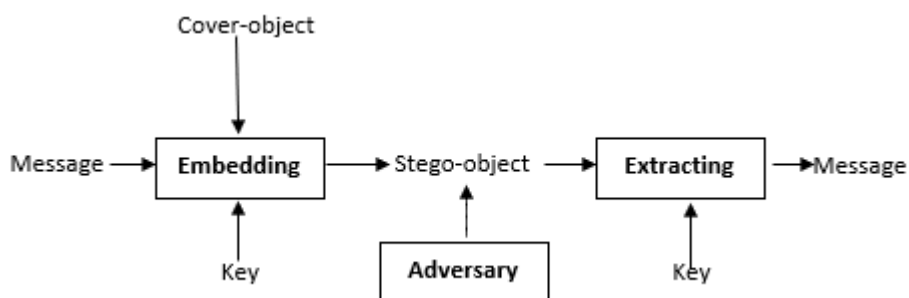 Cover-object
Message
Embedding
Stego-object
Extracting
Message
Key
Adversary
Key